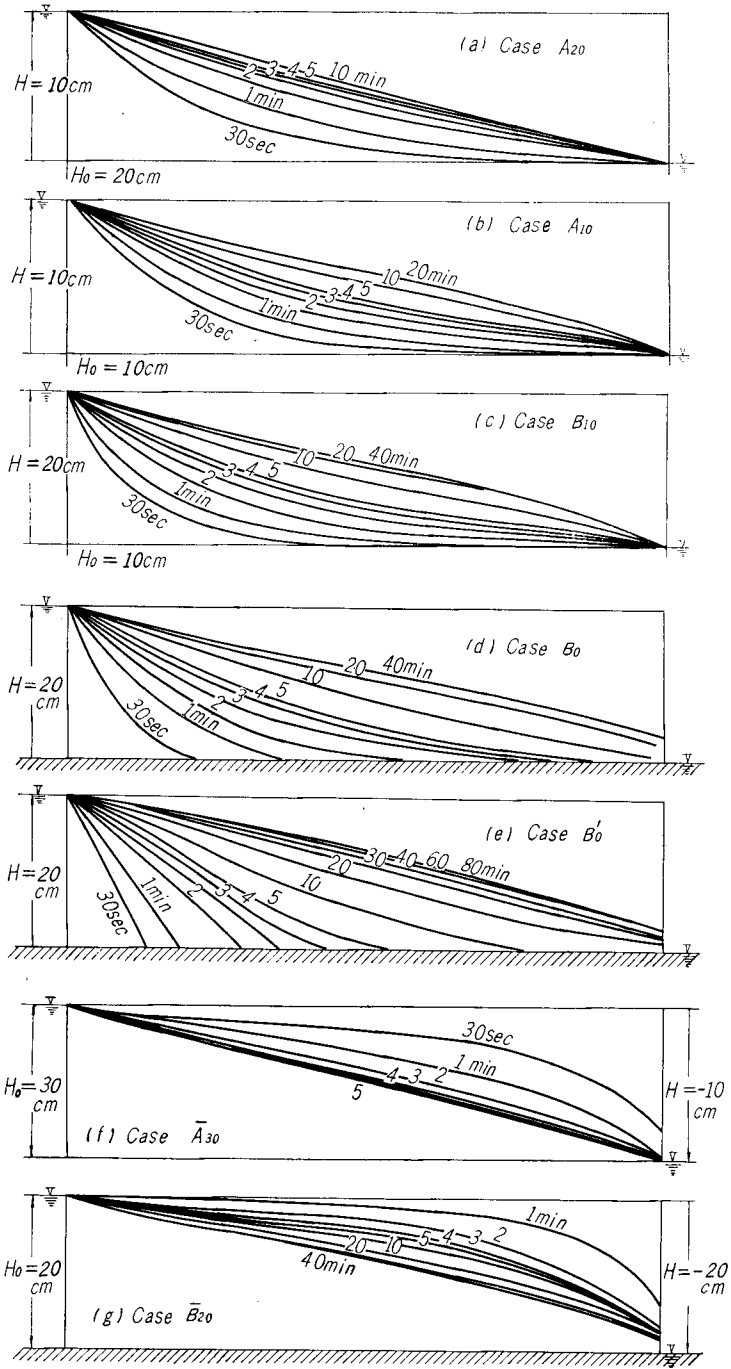 (a) Case A20
2 3 4 5 10 min
H = 10cm
1min
30sec
H0 = 20cm
(b) Case A10
20min
10
H = 10cm
2 3 4 5
1min
30sec
H0 = 10cm
(c) Case B10
10 20 40min
H = 20cm
2 3 4 5
1min
30sec
H0 = 10cm
(d) Case B0
10 20 40min
H = 20
cm
2 3 4 5
1min
30sec
(e) Case B0'
20 30 40 60 80min
H = 20
cm
10
30sec 1min 2 3 4 5
30sec
1 min
4 3 2
5
H0 = 30
cm
H = -10
cm
(f) Case A̅30
1min
5 4 3 2
20 10
40min
H0 = 20
cm
H = -20
cm
(g) Case B̅20